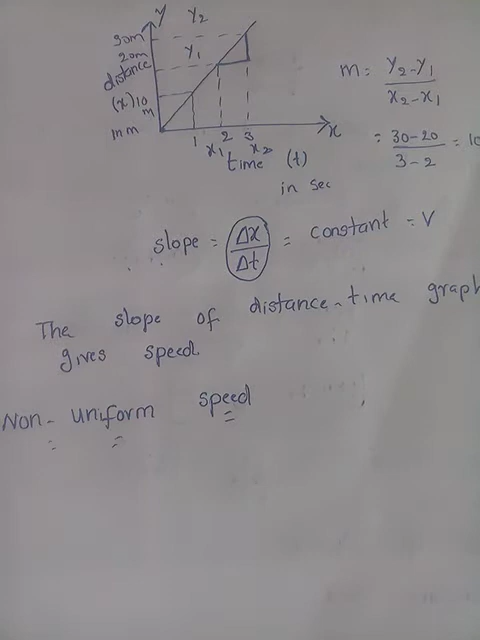 y y₂
30m
20m y₁
distance
(x) 10 m
m m
1 2 3 x
x₁ x₂
time (t)
in sec
m = y₂-y₁ / x₂-x₁
= 30-20 / 3-2 = 10
slope = Δx / Δt = constant = V
The slope of distance-time graph
gives speed
Non-uniform speed